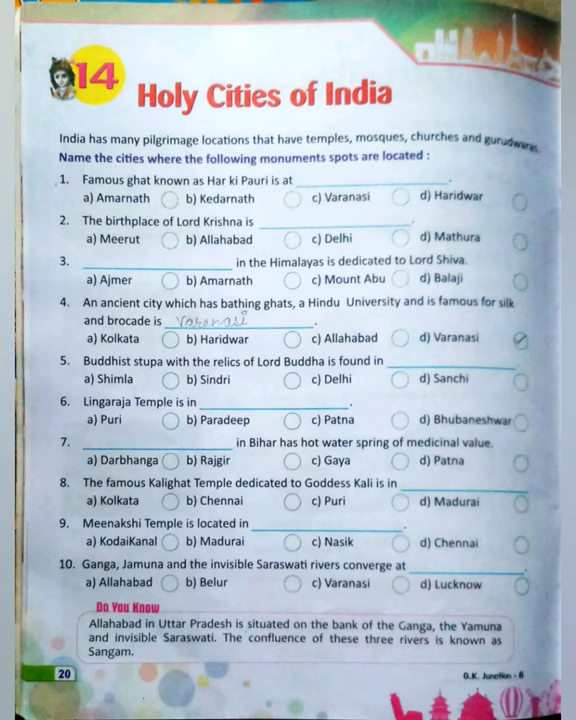 14
Holy Cities of India
India has many pilgrimage locations that have temples, mosques, churches and gurudwaras.
Name the cities where the following monuments spots are located :
1. Famous ghat known as Har ki Pauri is at ____________.
a) Amarnath b) Kedarnath c) Varanasi d) Haridwar
2. The birthplace of Lord Krishna is ____________.
a) Meerut b) Allahabad c) Delhi d) Mathura
3. ____________ in the Himalayas is dedicated to Lord Shiva.
a) Ajmer b) Amarnath c) Mount Abu d) Balaji
4. An ancient city which has bathing ghats, a Hindu University and is famous for silk
and brocade is Varanasi.
a) Kolkata b) Haridwar c) Allahabad d) Varanasi ✓
5. Buddhist stupa with the relics of Lord Buddha is found in ____________.
a) Shimla b) Sindri c) Delhi d) Sanchi
6. Lingaraja Temple is in ____________.
a) Puri b) Paradeep c) Patna d) Bhubaneshwar
7. ____________ in Bihar has hot water spring of medicinal value.
a) Darbhanga b) Rajgir c) Gaya d) Patna
8. The famous Kalighat Temple dedicated to Goddess Kali is in ____________.
a) Kolkata b) Chennai c) Puri d) Madurai
9. Meenakshi Temple is located in ____________.
a) KodaiKanal b) Madurai c) Nasik d) Chennai
10. Ganga, Jamuna and the invisible Saraswati rivers converge at ____________.
a) Allahabad b) Belur c) Varanasi d) Lucknow
Do You Know
Allahabad in Uttar Pradesh is situated on the bank of the Ganga, the Yamuna
and invisible Saraswati. The confluence of these three rivers is known as
Sangam.
20
G.K. Junction - 6